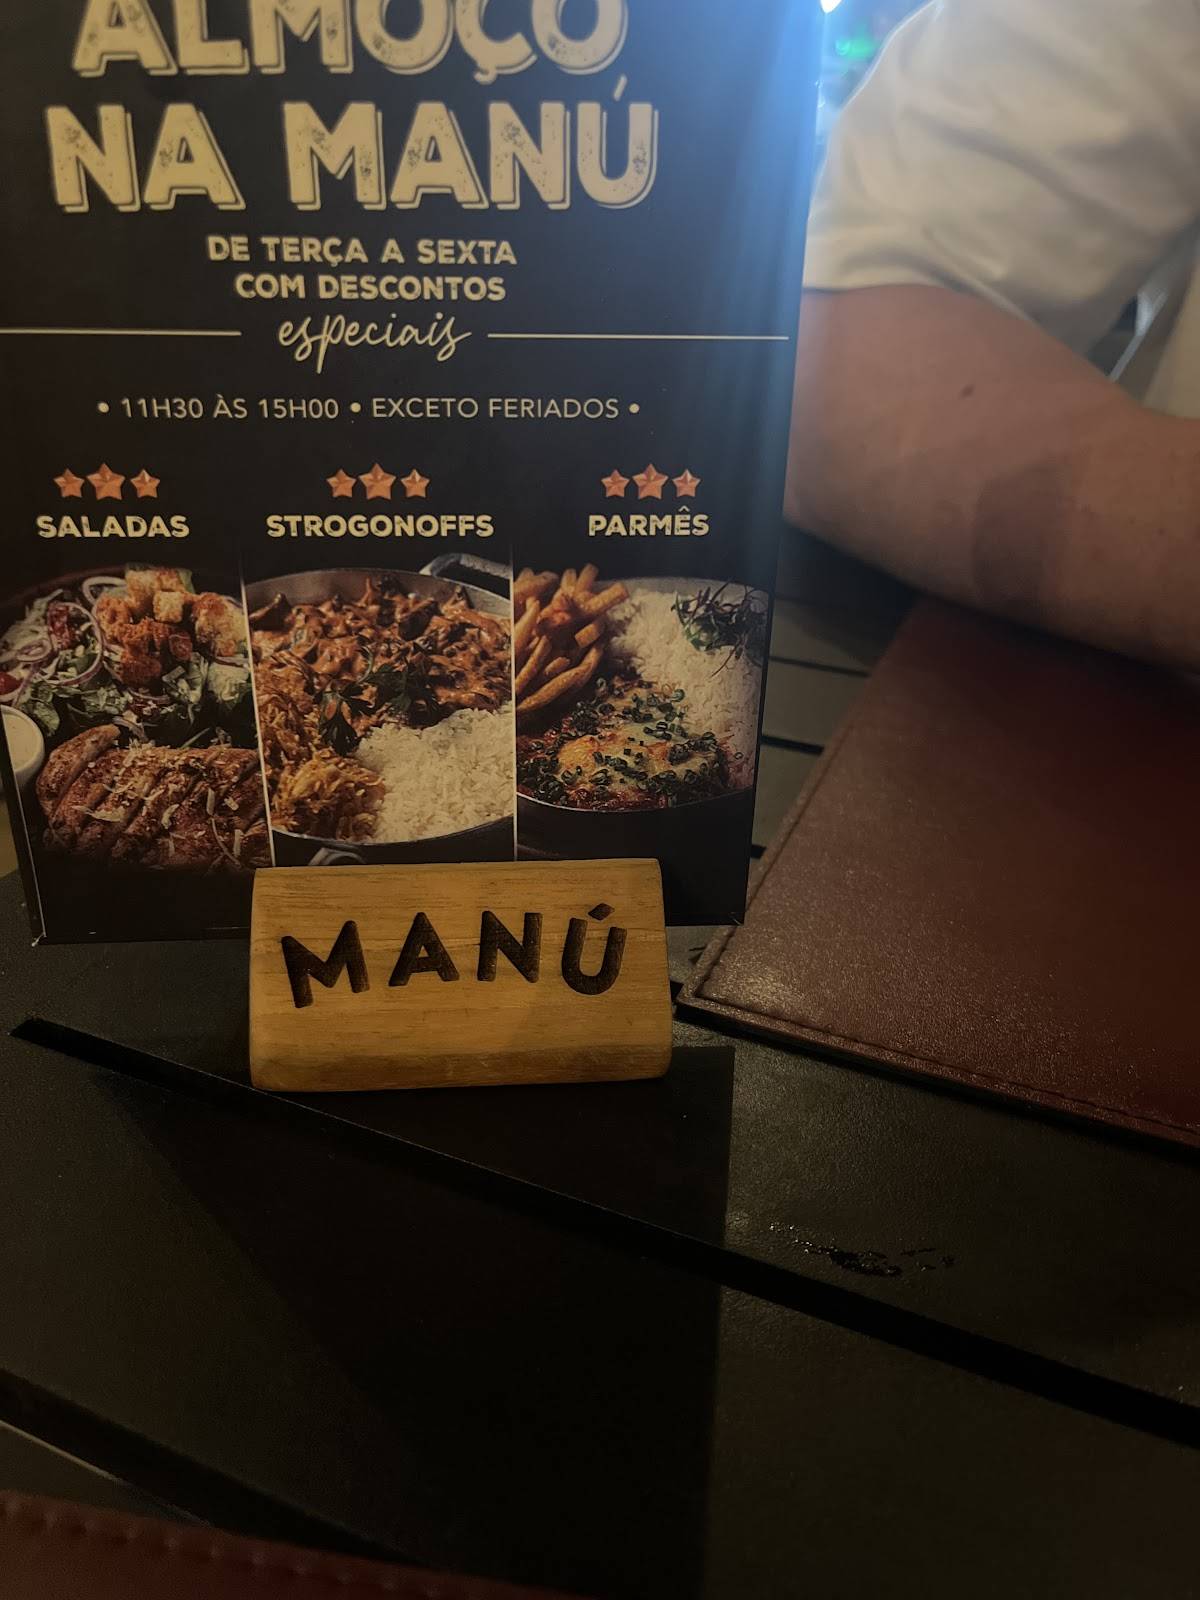 ALMOÇO
NA MANÚ
DE TERÇA A SEXTA
COM DESCONTOS
especiais
• 11H30 ÀS 15H00 • EXCETO FERIADOS •
SALADAS STROGONOFFS PARMÊS
MANÚ